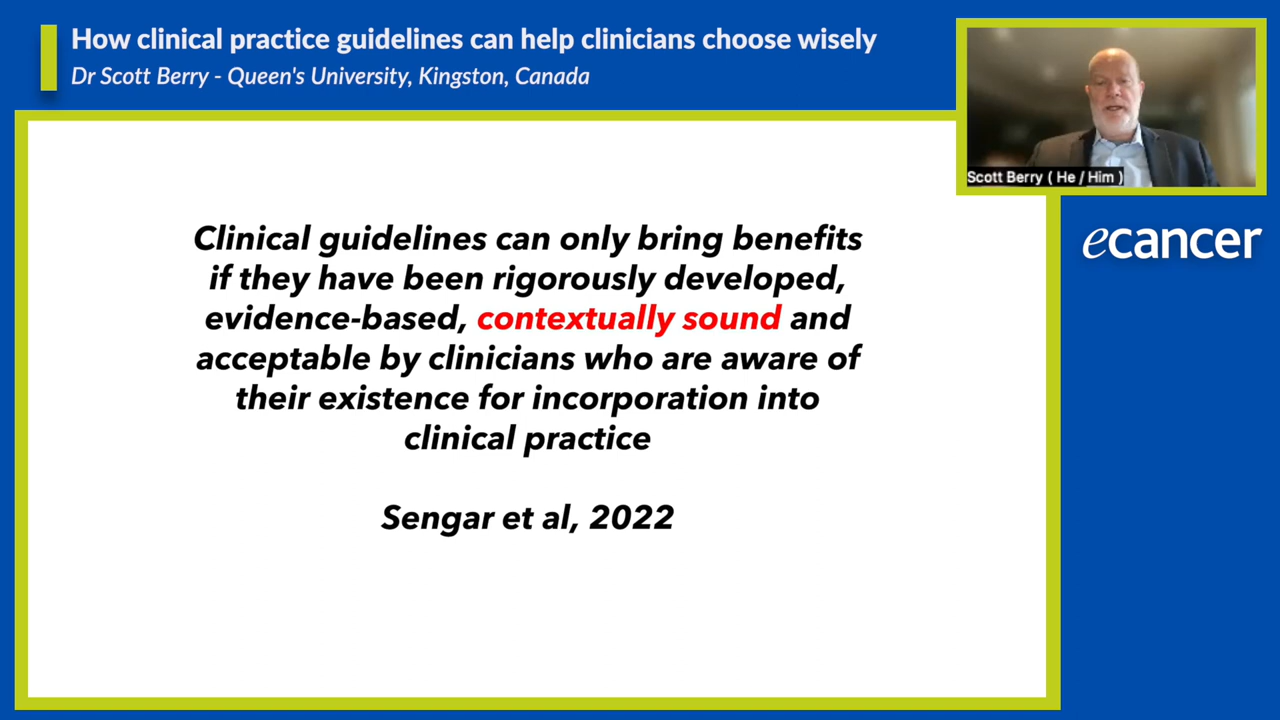 How clinical practice guidelines can help clinicians choose wisely
Dr Scott Berry - Queen's University, Kingston, Canada
Scott Berry ( He / Him )
ecancer
Clinical guidelines can only bring benefits
if they have been rigorously developed,
evidence-based, contextually sound and
acceptable by clinicians who are aware of
their existence for incorporation into
clinical practice
Sengar et al, 2022